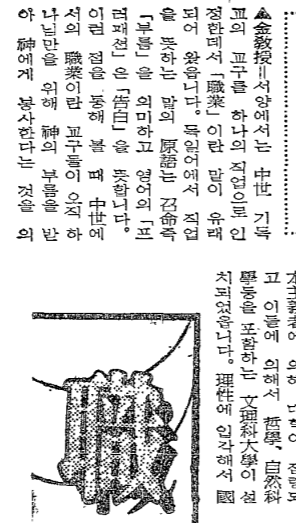 ▲金敎授=서양에서는 中世 기독
교의 교구를 하나의 직업으로 인
정한데서 「職業」이란 말이 유래
되어 왔읍니다. 독일어에서 직업
을 뜻하는 말의 原語는 召命즉
「부름」을 의미하고 영어의 「프
러패션」은 「告白」을 뜻합니다.
이런 점을 통해 볼 때 中世에
서의 職業이란 교구들이 오직 하
나님만을 위해 神의 부름을 받
아 神에게 봉사한다는 것을 의
고 이들에 의해서 哲學、自然科
學등을 포함하는 文理科大學이 설
치되었읍니다. 理性에 입각해서 國
職